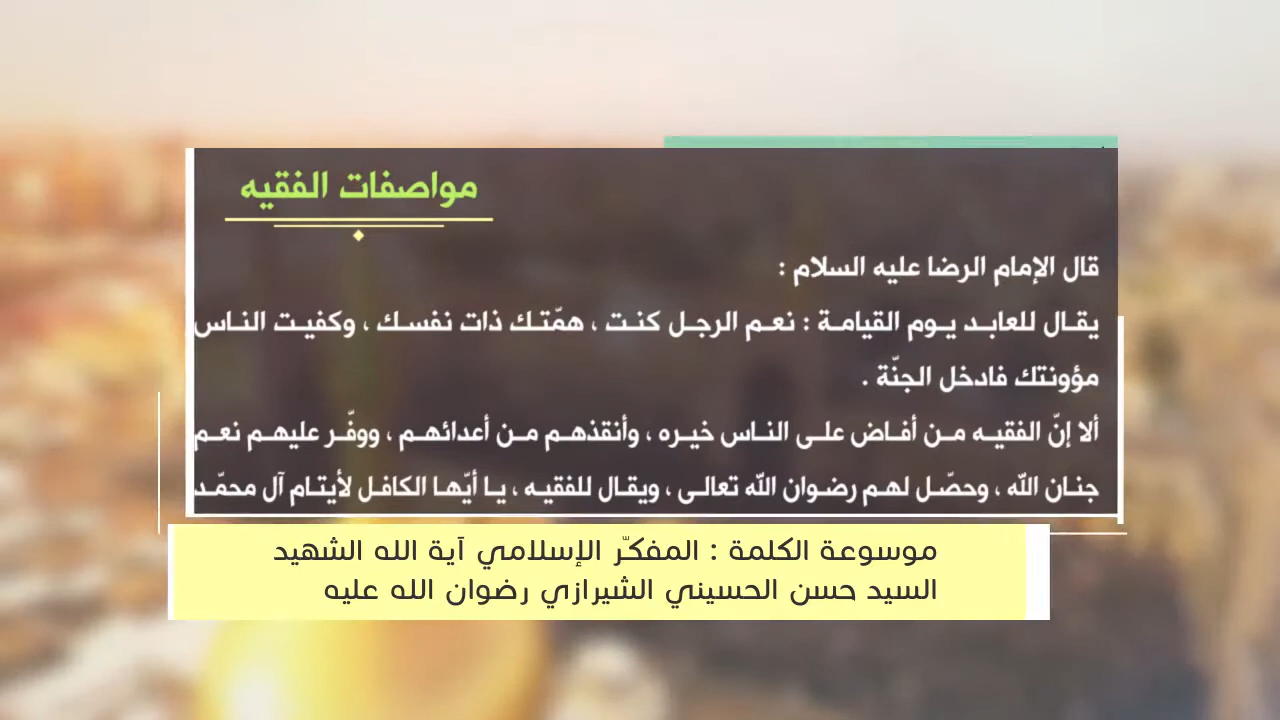 مواصفات الفقيه
قال الإمام الرضا عليه السلام :
يقال للعابد يوم القيامة : نعم الرجل كنت ، همّتك ذات نفسك ، وكفيت الناس
مؤونتك فادخل الجنّة .
ألا إنّ الفقيه من أفاض على الناس خيره ، وأنقذهم من أعدائهم ، ووفّر عليهم نعم
جنان الله ، وحصّل لهم رضوان الله تعالى ، ويقال للفقيه ، يا أيّها الكافل لأيتام آل محمّد
موسوعة الكلمة : المفكّر الإسلامي آية الله الشهيد
السيد حسن الحسيني الشيرازي رضوان الله عليه